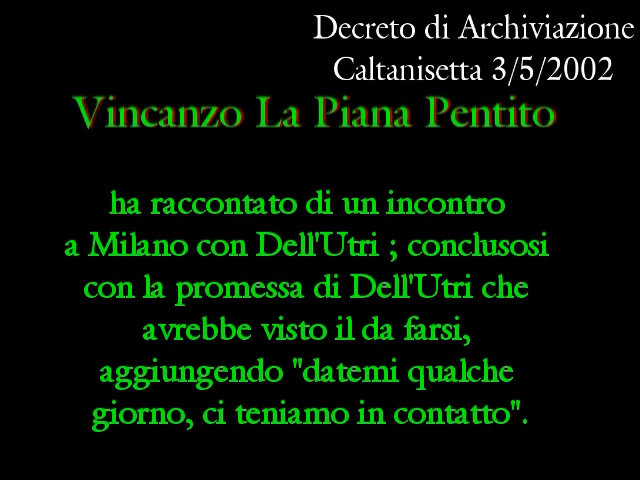 Decreto di Archiviazione
Caltanisetta 3/5/2002
Vincanzo La Piana Pentito
ha raccontato di un incontro
a Milano con Dell'Utri ; conclusosi
con la promessa di Dell'Utri che
avrebbe visto il da farsi,
aggiungendo "datemi qualche
giorno, ci teniamo in contatto".